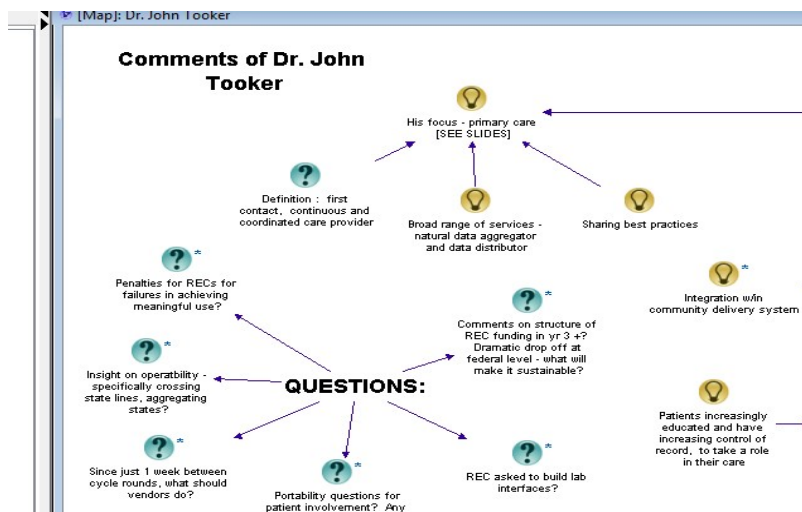 [Map]: Dr. John Tooker
Comments of Dr. John
Tooker
His focus - primary care
[SEE SLIDES]
Definition : first
contact, continuous and
coordinated care provider
Broad range of services -
natural data aggregator
and data distributor
Sharing best practices
Penalties for RECs for
failures in achieving
meaningful use?
Comments on structure of
REC funding in yr 3 +?
Dramatic drop off at
federal level - what will
make it sustainable?
Integration w/in
community delivery system
Insight on operatbility -
specifically crossing
state lines, aggregating
states?
QUESTIONS:
Patients increasingly
educated and have
increasing control of
record, to take a role
in their care
Since just 1 week between
cycle rounds, what should
vendors do?
Portability questions for
patient involvement? Any
REC asked to build lab
interfaces?